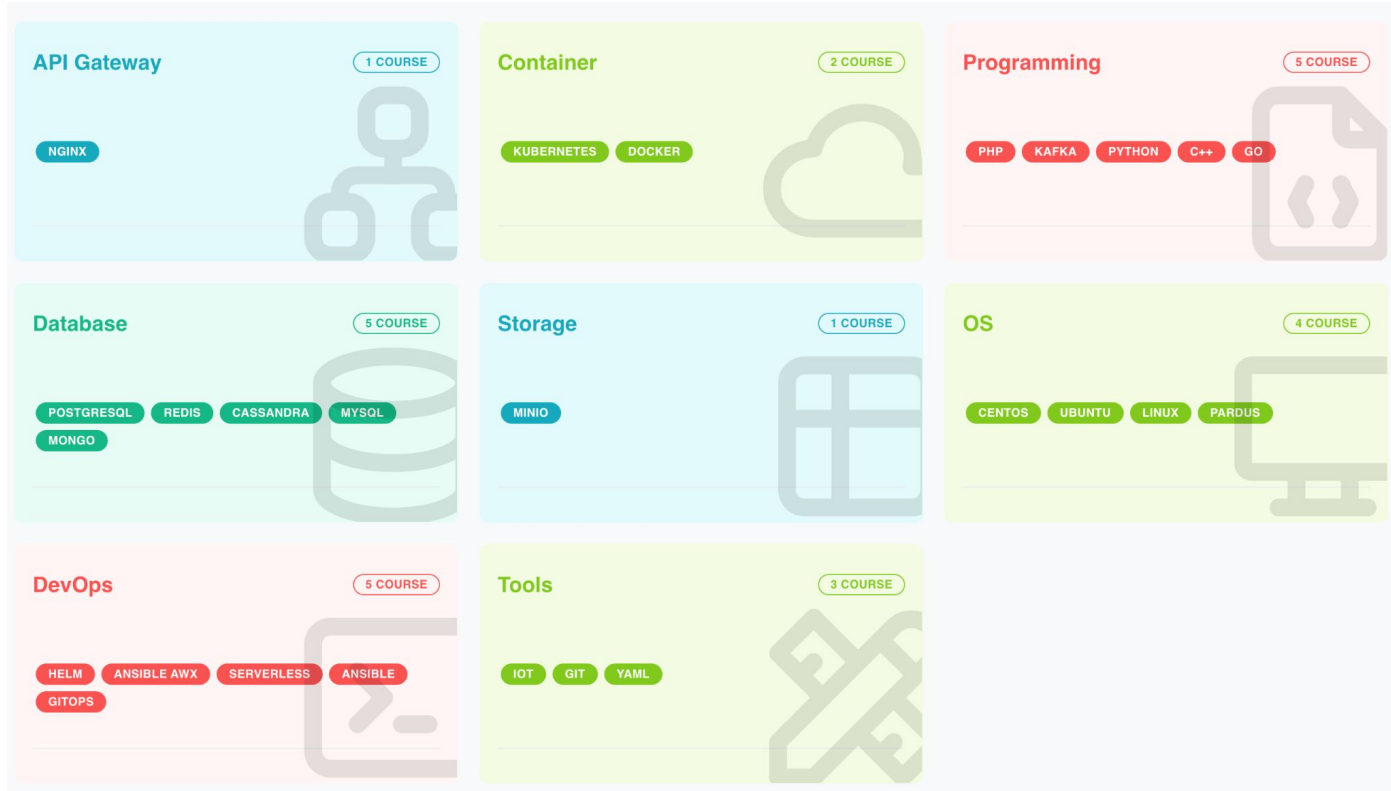 API Gateway 1 COURSE
NGINX
Container 2 COURSE
KUBERNETES DOCKER
Programming 5 COURSE
PHP KAFKA PYTHON C++ GO
Database 5 COURSE
POSTGRESQL REDIS CASSANDRA MYSQL
MONGO
Storage 1 COURSE
MINIO
OS 4 COURSE
CENTOS UBUNTU LINUX PARDUS
DevOps 5 COURSE
HELM ANSIBLE AWX SERVERLESS ANSIBLE
GITOPS
Tools 3 COURSE
IOT GIT YAML